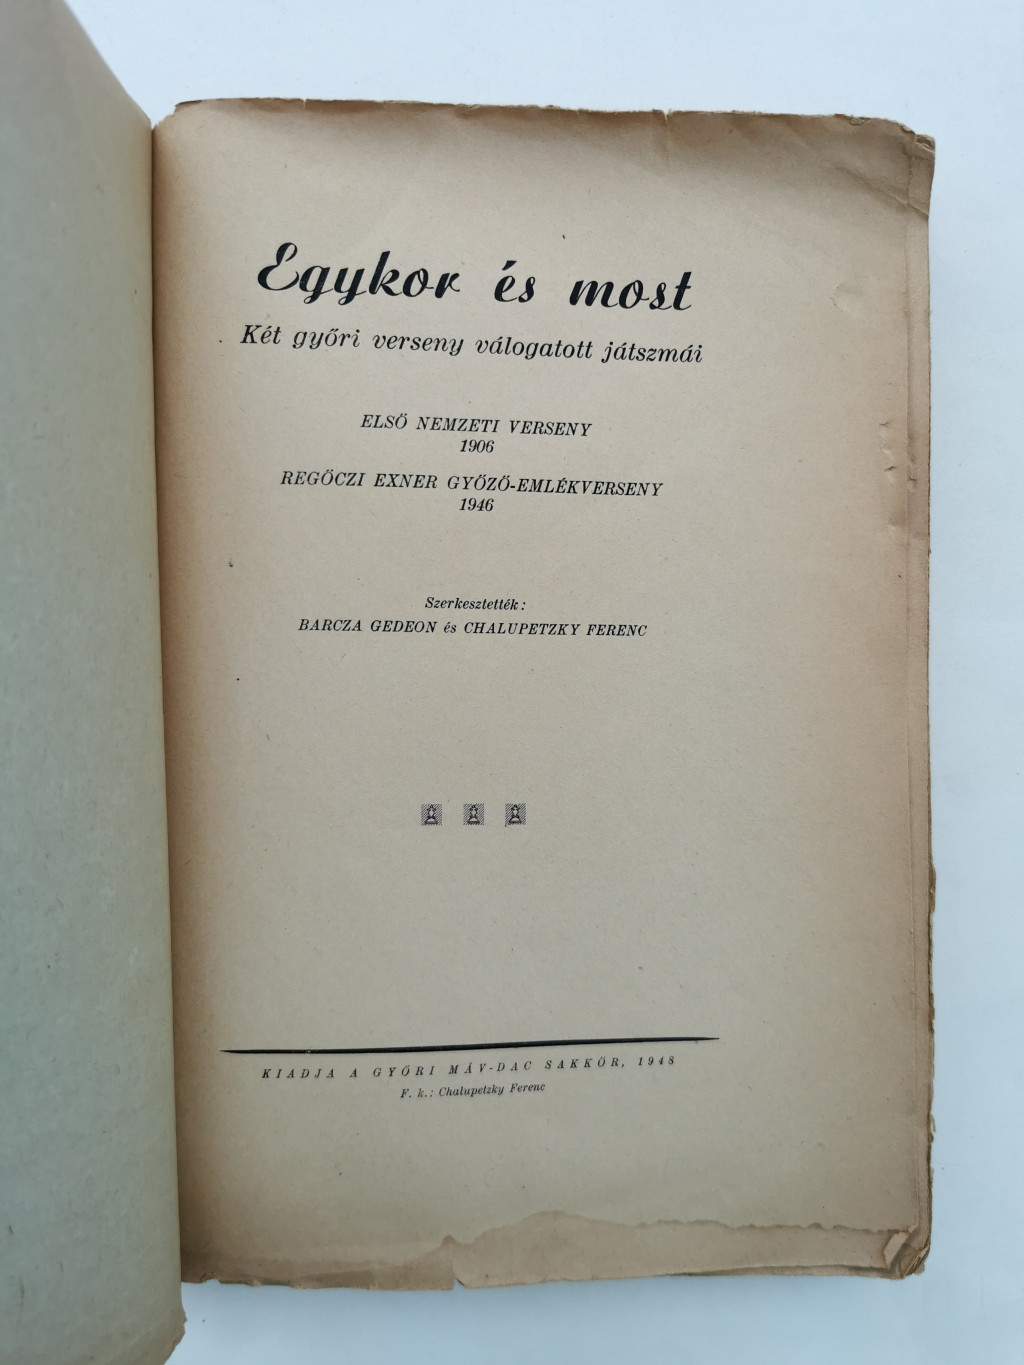 Egykor és most
Két győri verseny válogatott játszmái
ELSŐ NEMZETI VERSENY
1906
REGŐCZI EXNER GYŐZŐ-EMLÉKVERSENY
1946
Szerkesztették:
BARCZA GEDEON és CHALUPETZKY FERENC
KIADJA A GYŐRI MÁV-DAC SAKKÖR, 1948
F. k.: Chalupetzky Ferenc